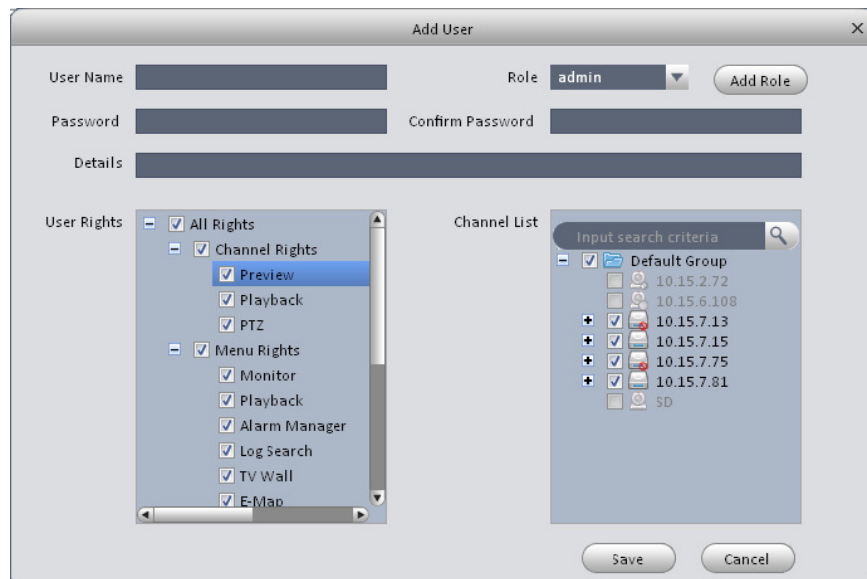 Add User
User Name
Role admin Add Role
Password
Confirm Password
Details
User Rights
All Rights
Channel Rights
Preview
Playback
PTZ
Menu Rights
Monitor
Playback
Alarm Manager
Log Search
TV Wall
E-Map
Channel List
Input search criteria
Default Group
10.15.2.72
10.15.6.108
10.15.7.13
10.15.7.15
10.15.7.75
10.15.7.81
SD
Save Cancel